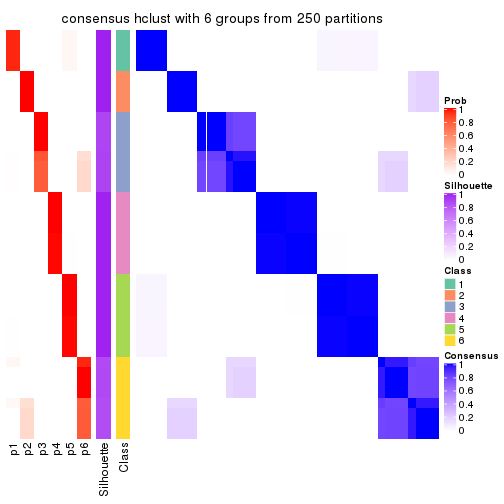 consensus hclust with 6 groups from 250 partitions
Prob
1
0.8
0.6
0.4
0.2
0
Silhouette
1
0.8
0.6
0.4
0.2
0
Class
1
2
3
4
5
6
Consensus
1
0.8
0.6
0.4
0.2
0
p1
p2
p3
p4
p5
p6
Silhouette
Class